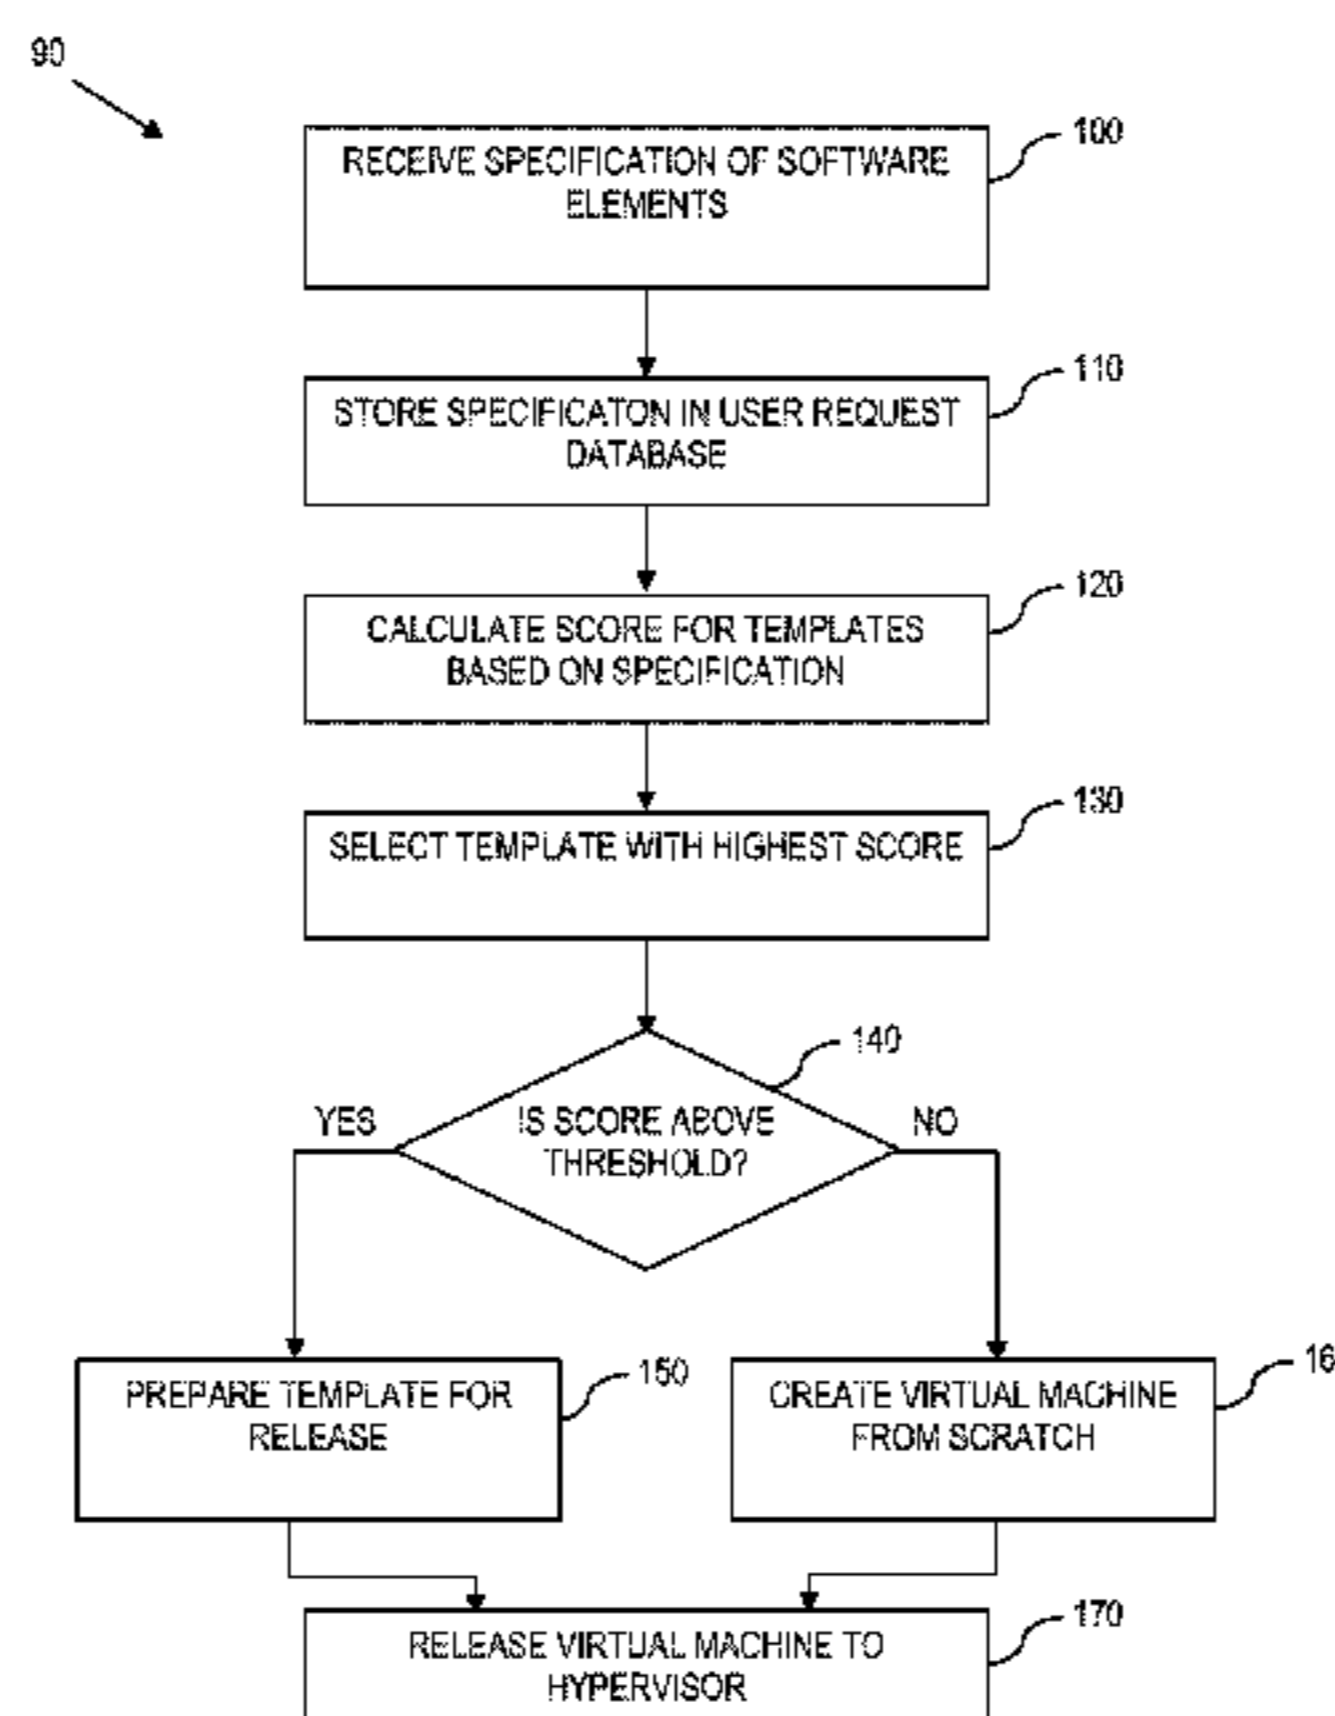 90
100
RECEIVE SPECIFICATION OF SOFTWARE
ELEMENTS
110
STORE SPECIFICATON IN USER REQUEST
DATABASE
120
CALCULATE SCORE FOR TEMPLATES
BASED ON SPECIFICATION
130
SELECT TEMPLATE WITH HIGHEST SCORE
140
YES
IS SCORE ABOVE
THRESHOLD?
NO
150
PREPARE TEMPLATE FOR
RELEASE
16
CREATE VIRTUAL MACHINE
FROM SCRATCH
170
RELEASE VIRTUAL MACHINE TO
HYPERVISOR